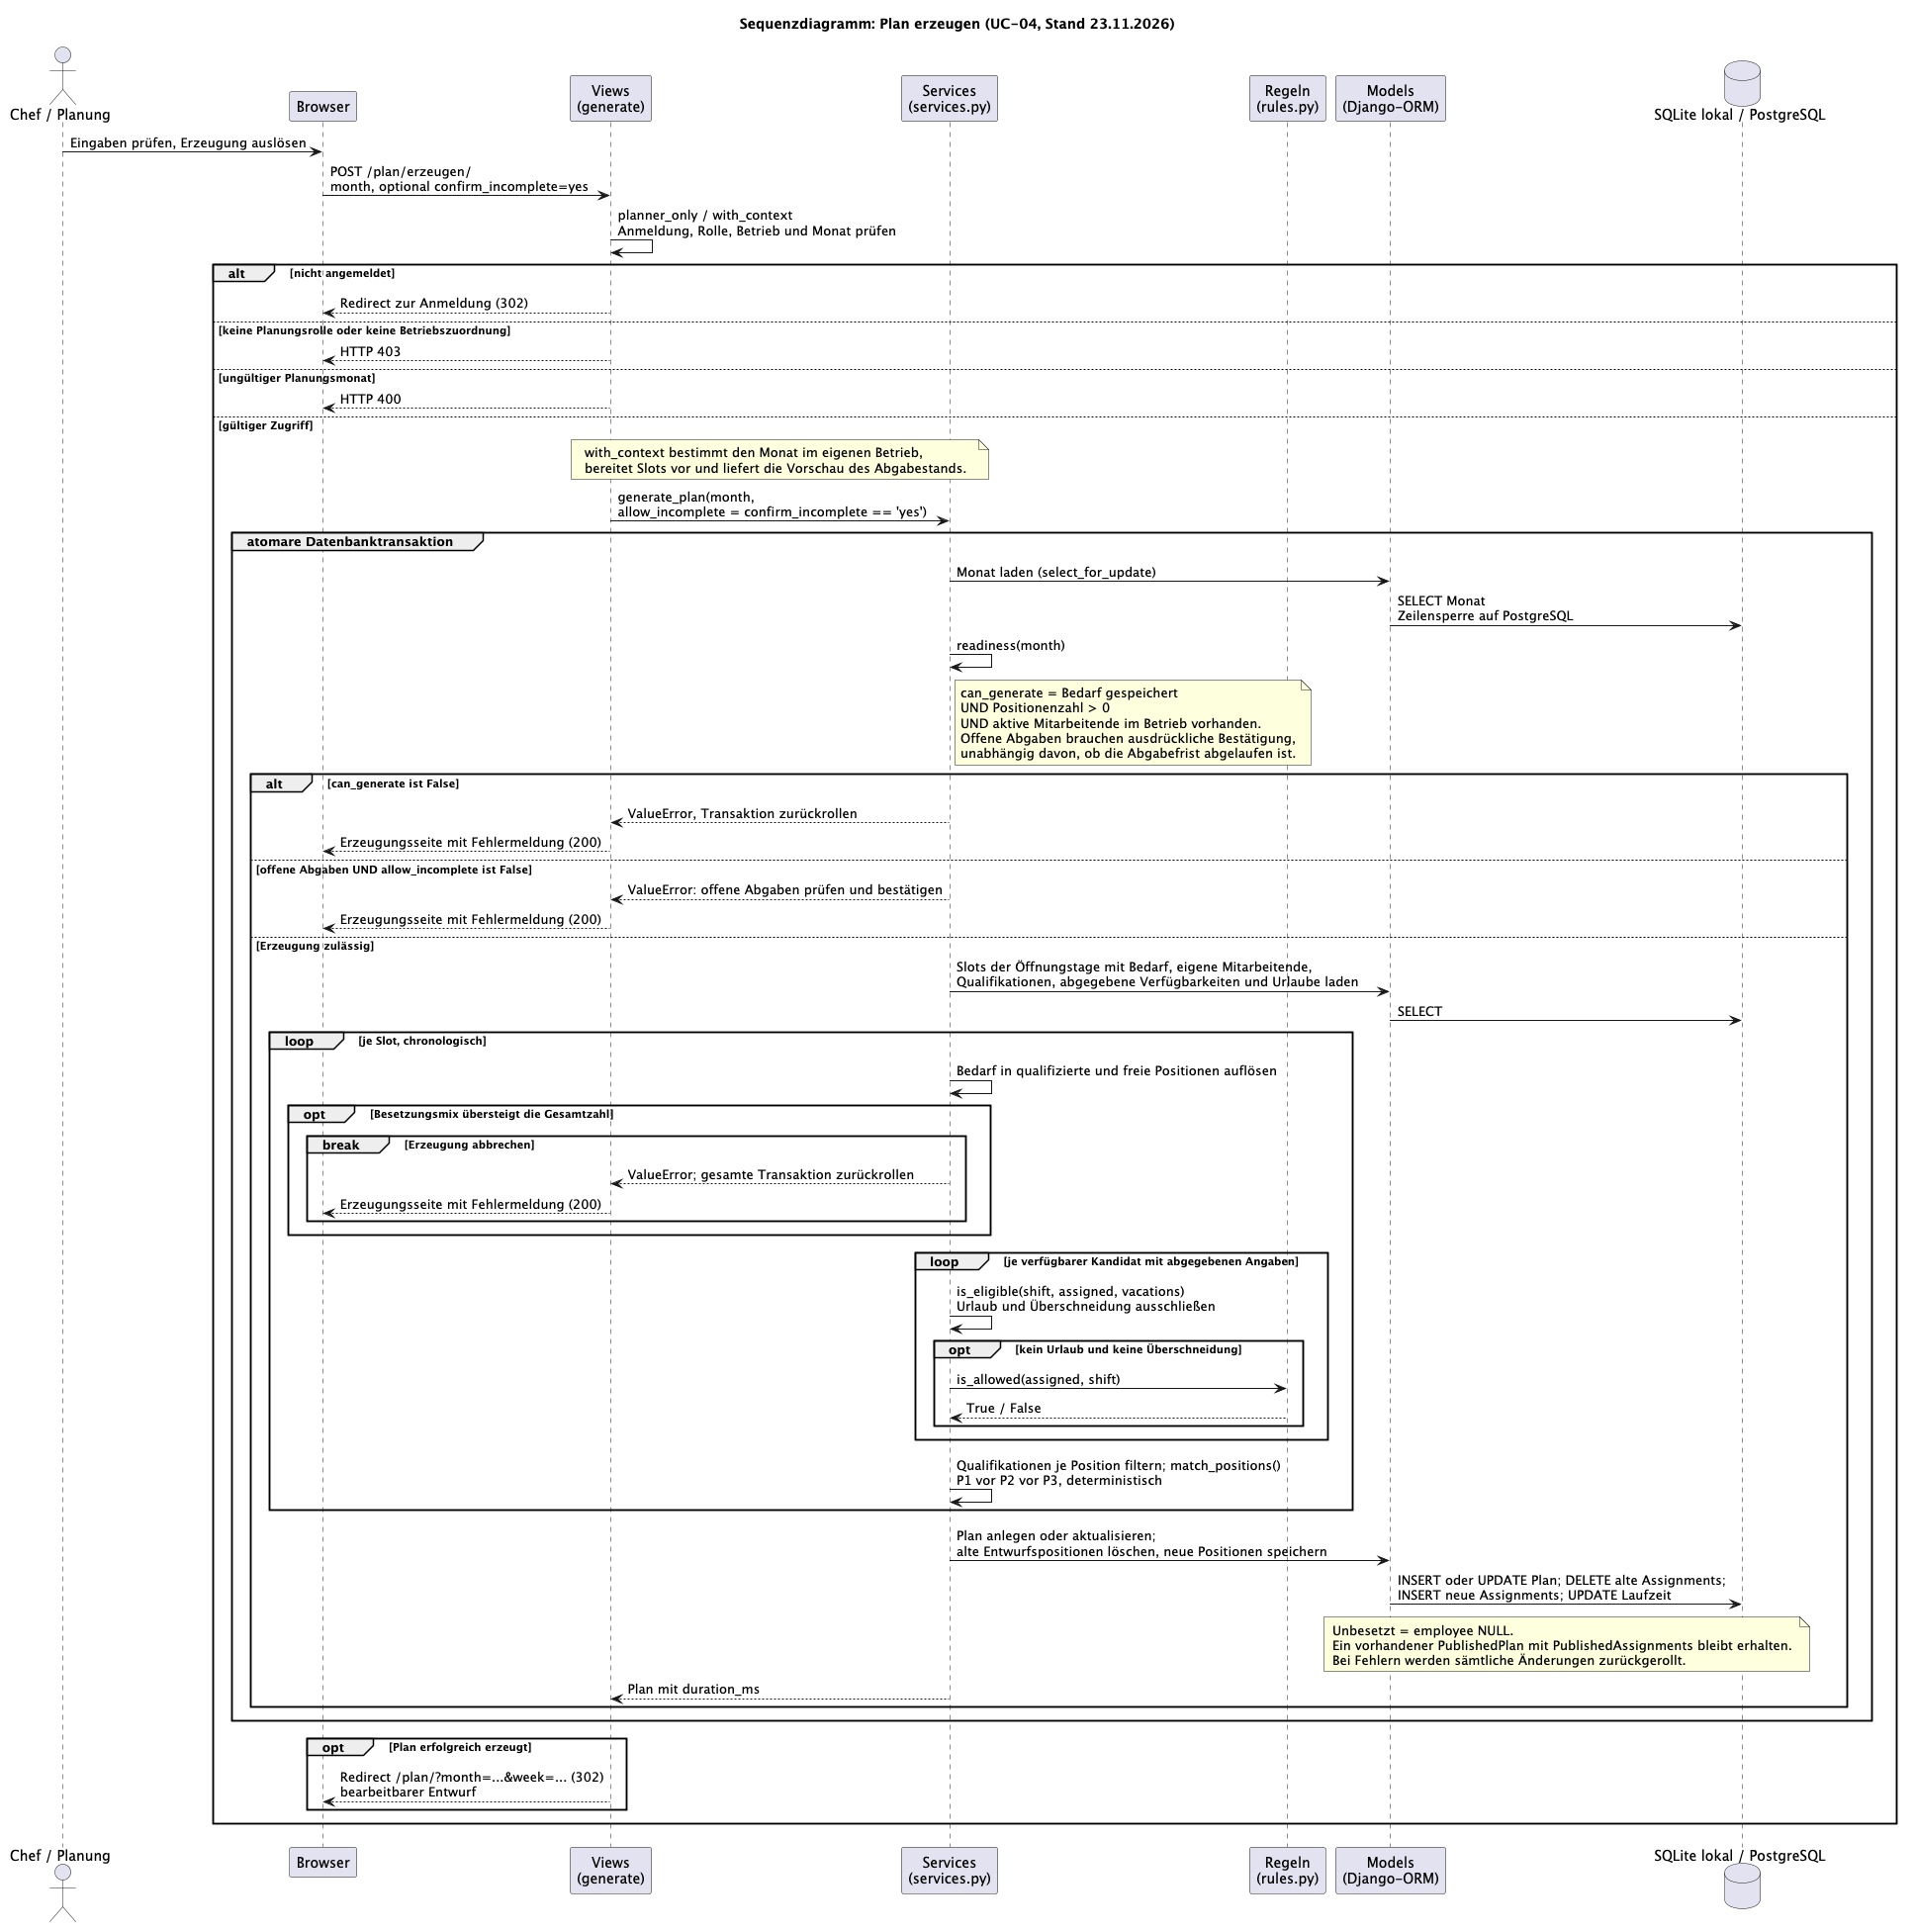 Sequenzdiagramm: Plan erzeugen (UC-04, Stand 23.11.2026)
Chef / Planung
Browser
Views
(generate)
Services
(services.py)
Regeln
(rules.py)
Models
(Django-ORM)
SQLite lokal / PostgreSQL
Eingaben prüfen, Erzeugung auslösen
POST /plan/erzeugen/
month, optional confirm_incomplete=yes
planner_only / with_context
Anmeldung, Rolle, Betrieb und Monat prüfen
alt [nicht angemeldet]
Redirect zur Anmeldung (302)
[keine Planungsrolle oder keine Betriebszuordnung]
HTTP 403
[ungültiger Planungsmonat]
HTTP 400
[gültiger Zugriff]
with_context bestimmt den Monat im eigenen Betrieb,
bereitet Slots vor und liefert die Vorschau des Abgabestands.
generate_plan(month,
allow_incomplete = confirm_incomplete == 'yes')
atomare Datenbanktransaktion
Monat laden (select_for_update)
SELECT Monat
Zeilensperre auf PostgreSQL
readiness(month)
can_generate = Bedarf gespeichert
UND Positionenzahl > 0
UND aktive Mitarbeitende im Betrieb vorhanden.
Offene Abgaben brauchen ausdrückliche Bestätigung,
unabhängig davon, ob die Abgabefrist abgelaufen ist.
alt [can_generate ist False]
ValueError, Transaktion zurückrollen
Erzeugungsseite mit Fehlermeldung (200)
[offene Abgaben UND allow_incomplete ist False]
ValueError: offene Abgaben prüfen und bestätigen
Erzeugungsseite mit Fehlermeldung (200)
[Erzeugung zulässig]
Slots der Öffnungstage mit Bedarf, eigene Mitarbeitende,
Qualifikationen, abgegebene Verfügbarkeiten und Urlaube laden
SELECT
loop [je Slot, chronologisch]
Bedarf in qualifizierte und freie Positionen auflösen
opt [Besetzungsmix übersteigt die Gesamtzahl]
break [Erzeugung abbrechen]
ValueError; gesamte Transaktion zurückrollen
Erzeugungsseite mit Fehlermeldung (200)
loop [je verfügbarer Kandidat mit abgegebenen Angaben]
is_eligible(shift, assigned, vacations)
Urlaub und Überschneidung ausschließen
opt [kein Urlaub und keine Überschneidung]
is_allowed(assigned, shift)
True / False
Qualifikationen je Position filtern; match_positions()
P1 vor P2 vor P3, deterministisch
Plan anlegen oder aktualisieren;
alte Entwurfspositionen löschen, neue Positionen speichern
INSERT oder UPDATE Plan; DELETE alte Assignments;
INSERT neue Assignments; UPDATE Laufzeit
Unbesetzt = employee NULL.
Ein vorhandener PublishedPlan mit PublishedAssignments bleibt erhalten.
Bei Fehlern werden sämtliche Änderungen zurückgerollt.
Plan mit duration_ms
opt [Plan erfolgreich erzeugt]
Redirect /plan/?month=...&week=... (302)
bearbeitbarer Entwurf
Chef / Planung
Browser
Views
(generate)
Services
(services.py)
Regeln
(rules.py)
Models
(Django-ORM)
SQLite lokal / PostgreSQL